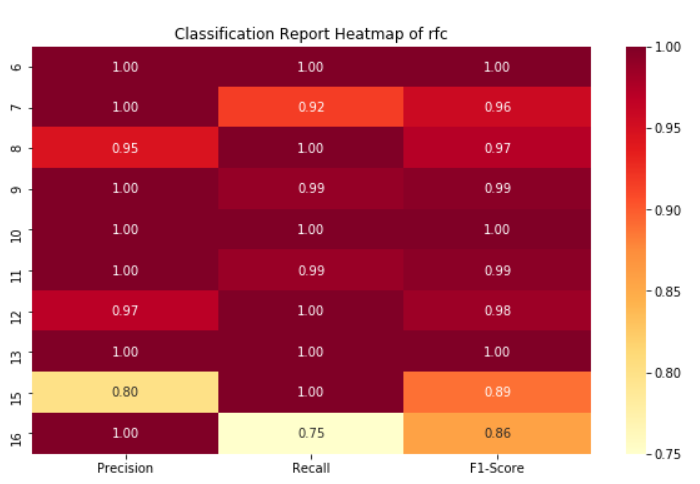 Classification Report Heatmap of rfc
6 1.00 1.00 1.00
7 1.00 0.92 0.96
8 0.95 1.00 0.97
9 1.00 0.99 0.99
10 1.00 1.00 1.00
11 1.00 0.99 0.99
12 0.97 1.00 0.98
13 1.00 1.00 1.00
15 0.80 1.00 0.89
16 1.00 0.75 0.86
Precision Recall F1-Score
1.00
0.95
0.90
0.85
0.80
0.75